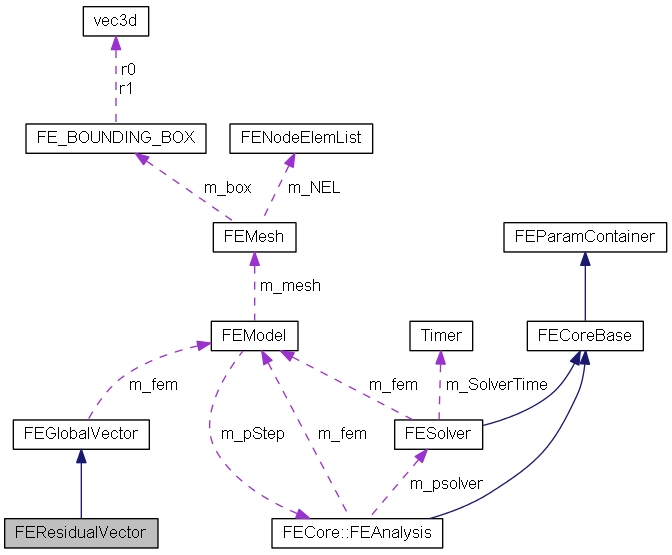 vec3d
r0
r1
FE_BOUNDING_BOX
FENodeElemList
m_box
m_NEL
FEMesh
FEParamContainer
m_mesh
FEModel
Timer
FECoreBase
m_fem
m_fem
m_SolverTime
FEGlobalVector
m_pStep
m_fem
FESolver
m_psolver
FEResidualVector
FECore::FEAnalysis